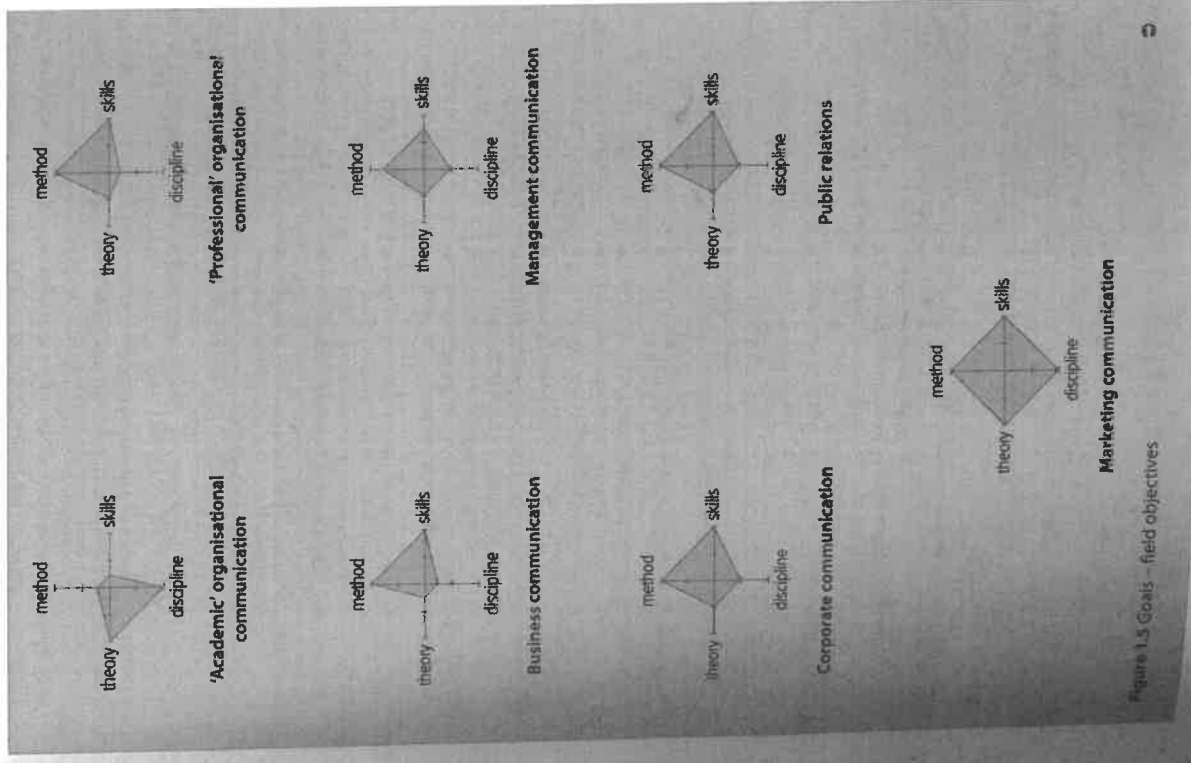 method
theory
skills
discipline
'Academic' organisational
communication
method
theory
skills
discipline
'Professional' organisational
communication
method
theory
skills
discipline
Business communication
method
theory
skills
discipline
Management communication
method
theory
skills
discipline
Corporate communication
method
theory
skills
discipline
Public relations
method
theory
skills
discipline
Marketing communication
Figure 1.5 Goals field objectives